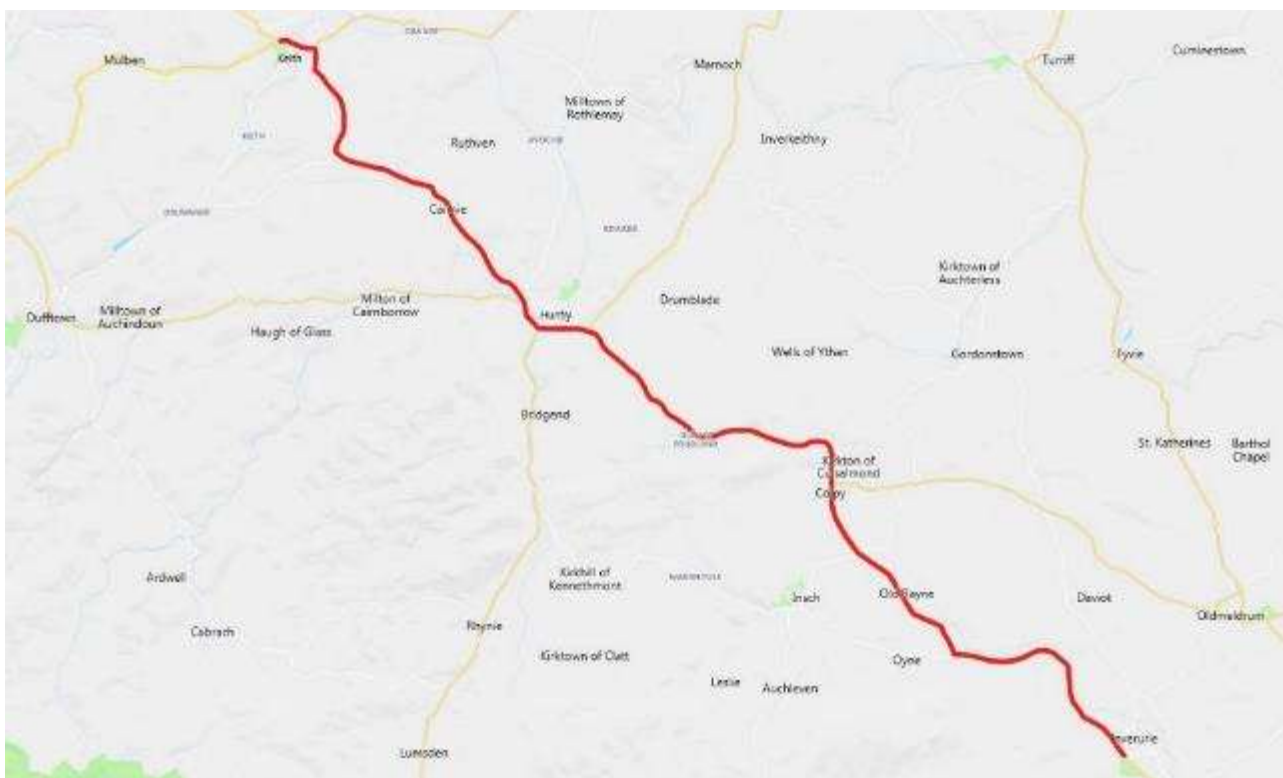 Mulben
Keith
Marnoch
Turriff
Cuminestown
Milltown of
Rothiemay
KEITH
Ruthven
Inverkeithny
Cairnie
Kirktown of
Auchterless
Dufftown
Milltown of
Auchindoun
Milton of
Cairnborrow
Haugh of Glass
Huntly
Drumblade
Wells of Ythan
Gordonstown
Fyvie
Bridgend
St. Katherines
Barthol
Chapel
Kirkton of
Culsalmond
Colpy
Ardwell
Kirkhill of
Kennethmont
Insch
Old Rayne
Daviot
Oldmeldrum
Cabrach
Rhynie
Kirktown of Clatt
Oyne
Leslie
Auchleven
Lumsden
Inverurie